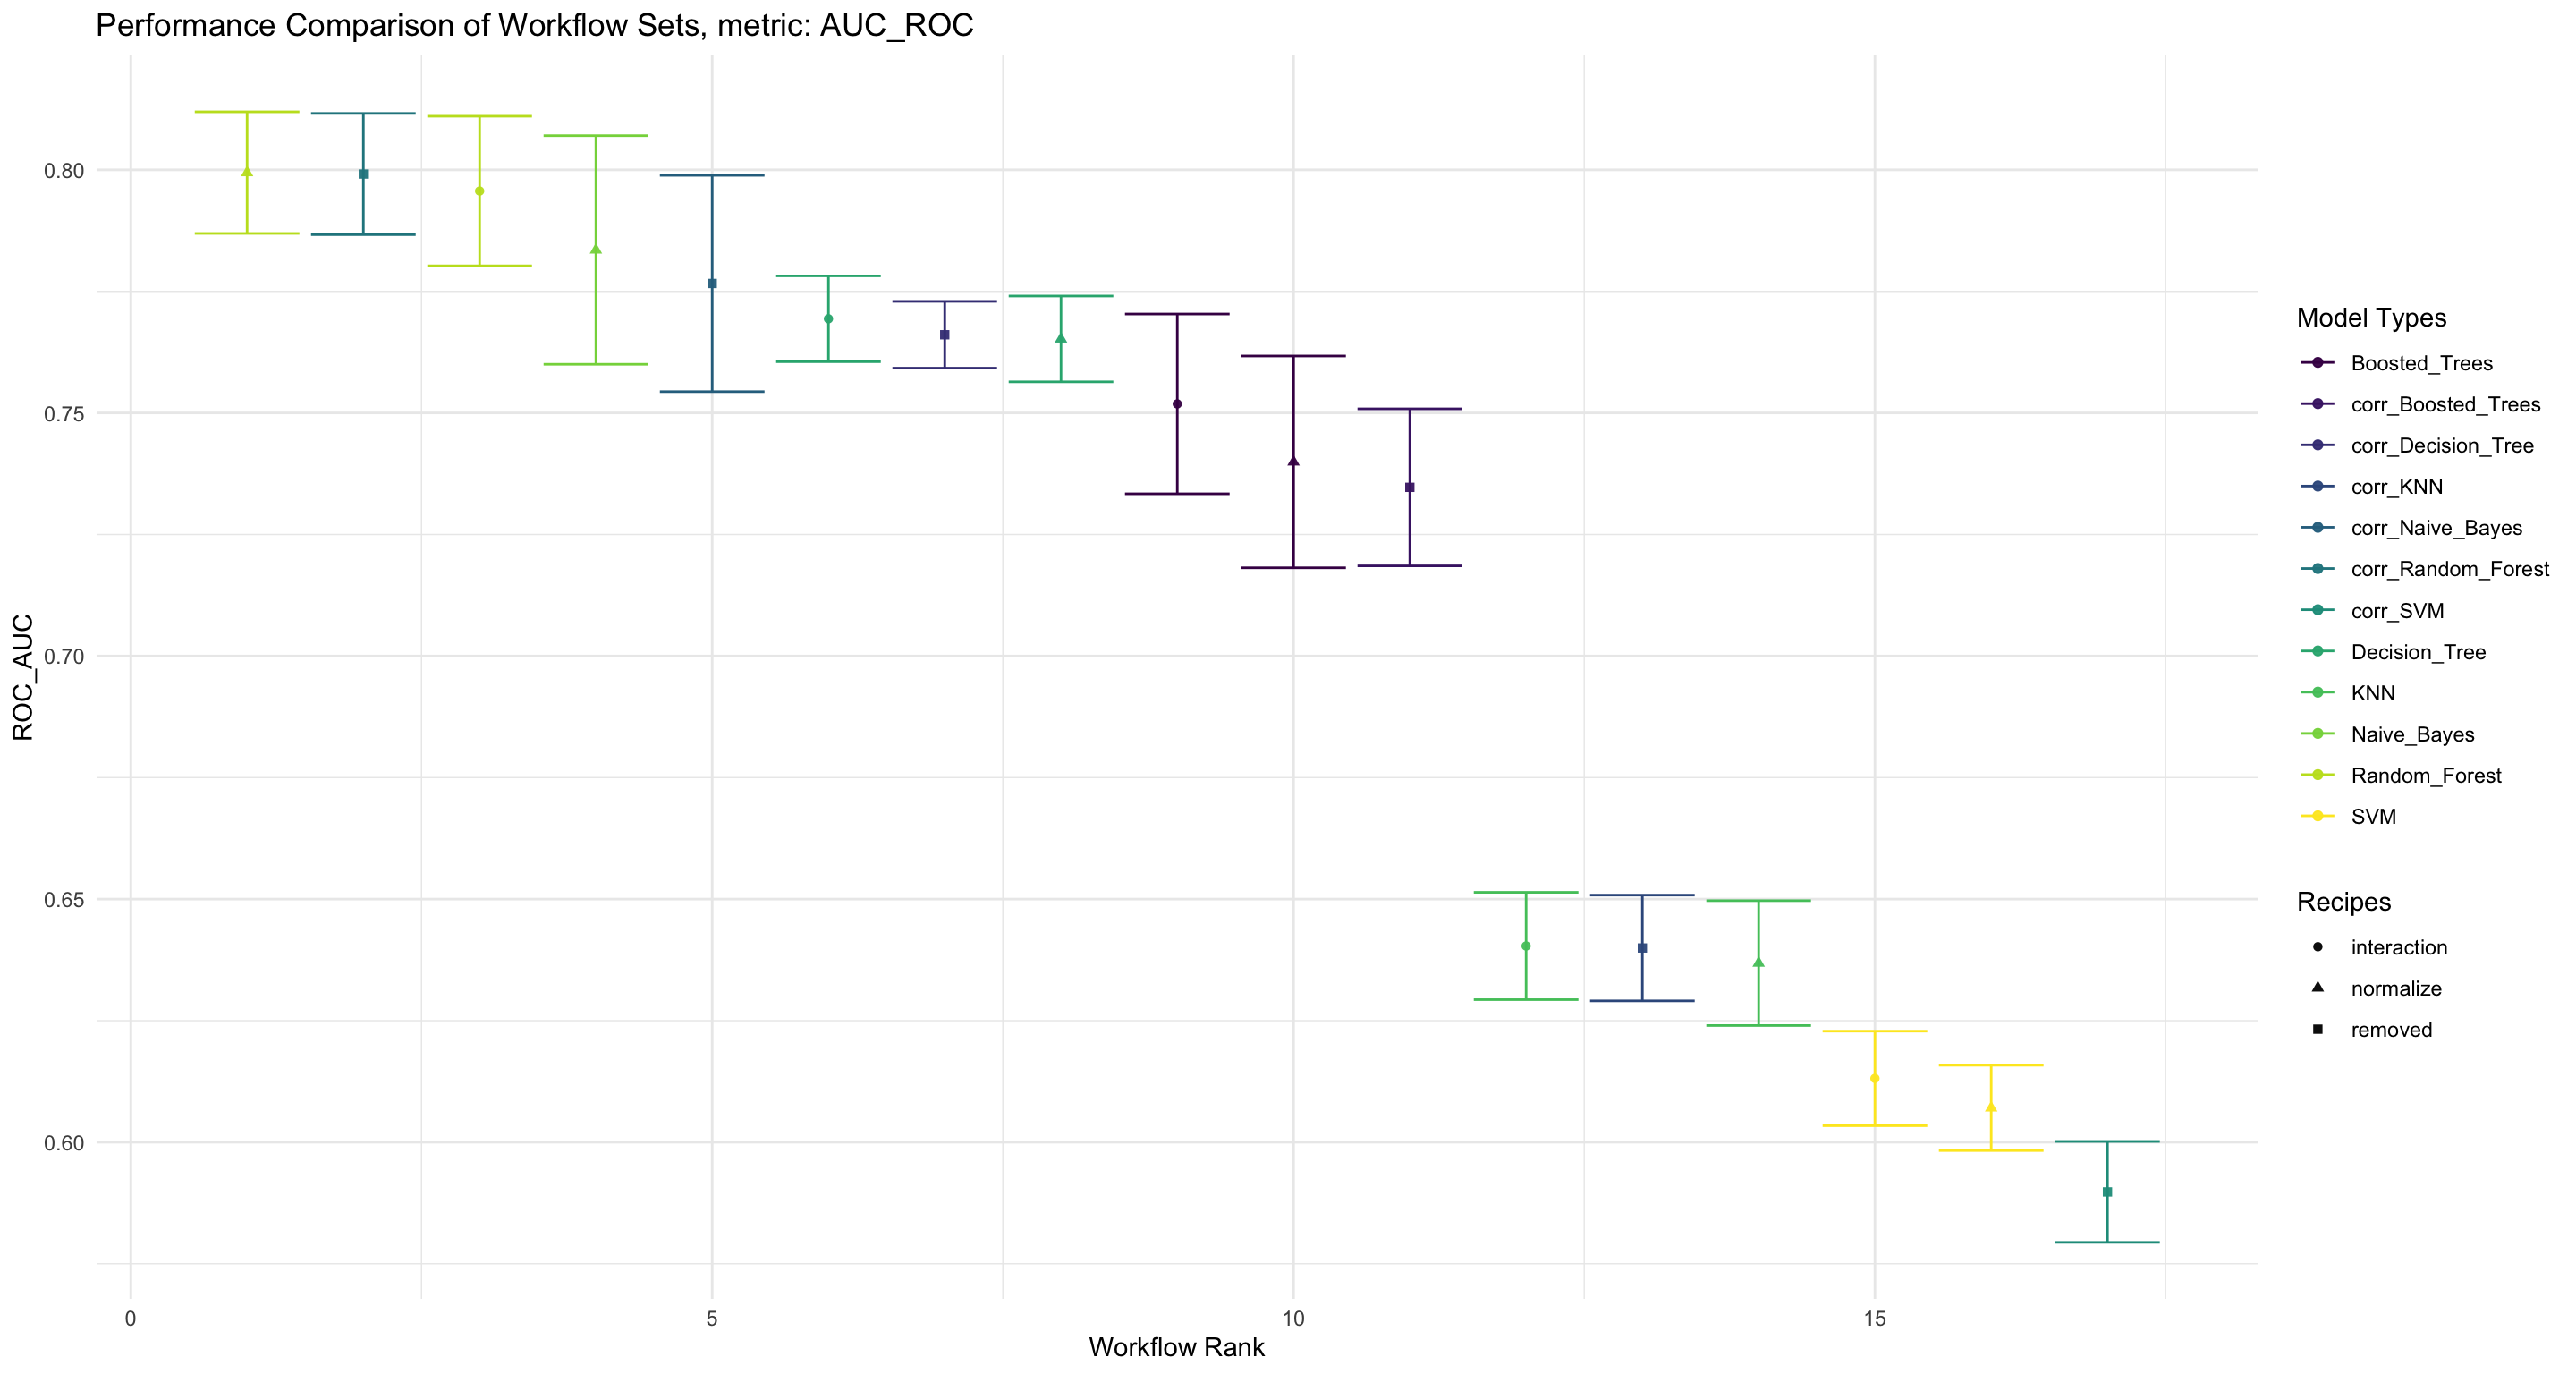 Performance Comparison of Workflow Sets, metric: AUC_ROC
ROC_AUC
0.80
0.75
0.70
0.65
0.60
0
5
10
15
Workflow Rank
Model Types
Boosted_Trees
corr_Boosted_Trees
corr_Decision_Tree
corr_KNN
corr_Naive_Bayes
corr_Random_Forest
corr_SVM
Decision_Tree
KNN
Naive_Bayes
Random_Forest
SVM
Recipes
interaction
normalize
removed